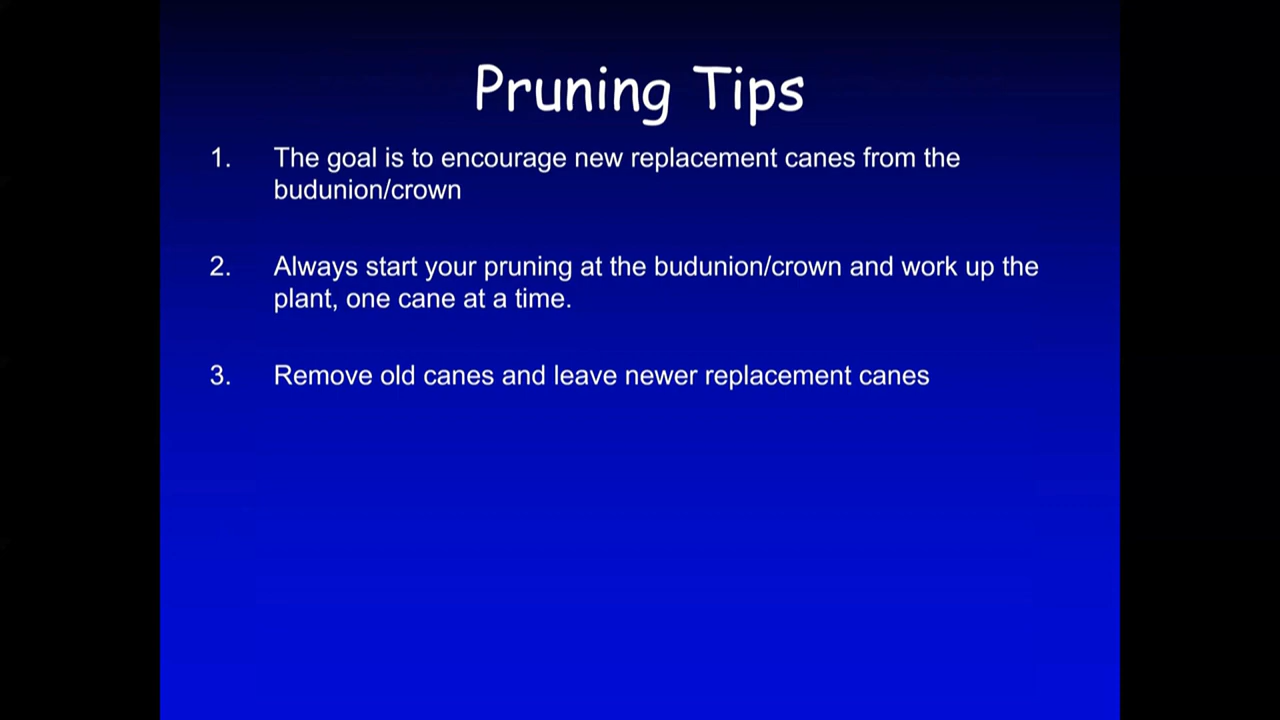 Pruning Tips
1. The goal is to encourage new replacement canes from the
budunion/crown
2. Always start your pruning at the budunion/crown and work up the
plant, one cane at a time.
3. Remove old canes and leave newer replacement canes